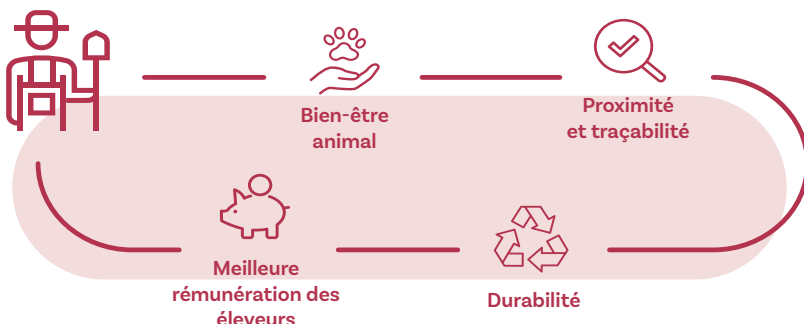 Bien-être
animal
Proximité
et traçabilité
Meilleure
rémunération des
éleveurs
Durabilité